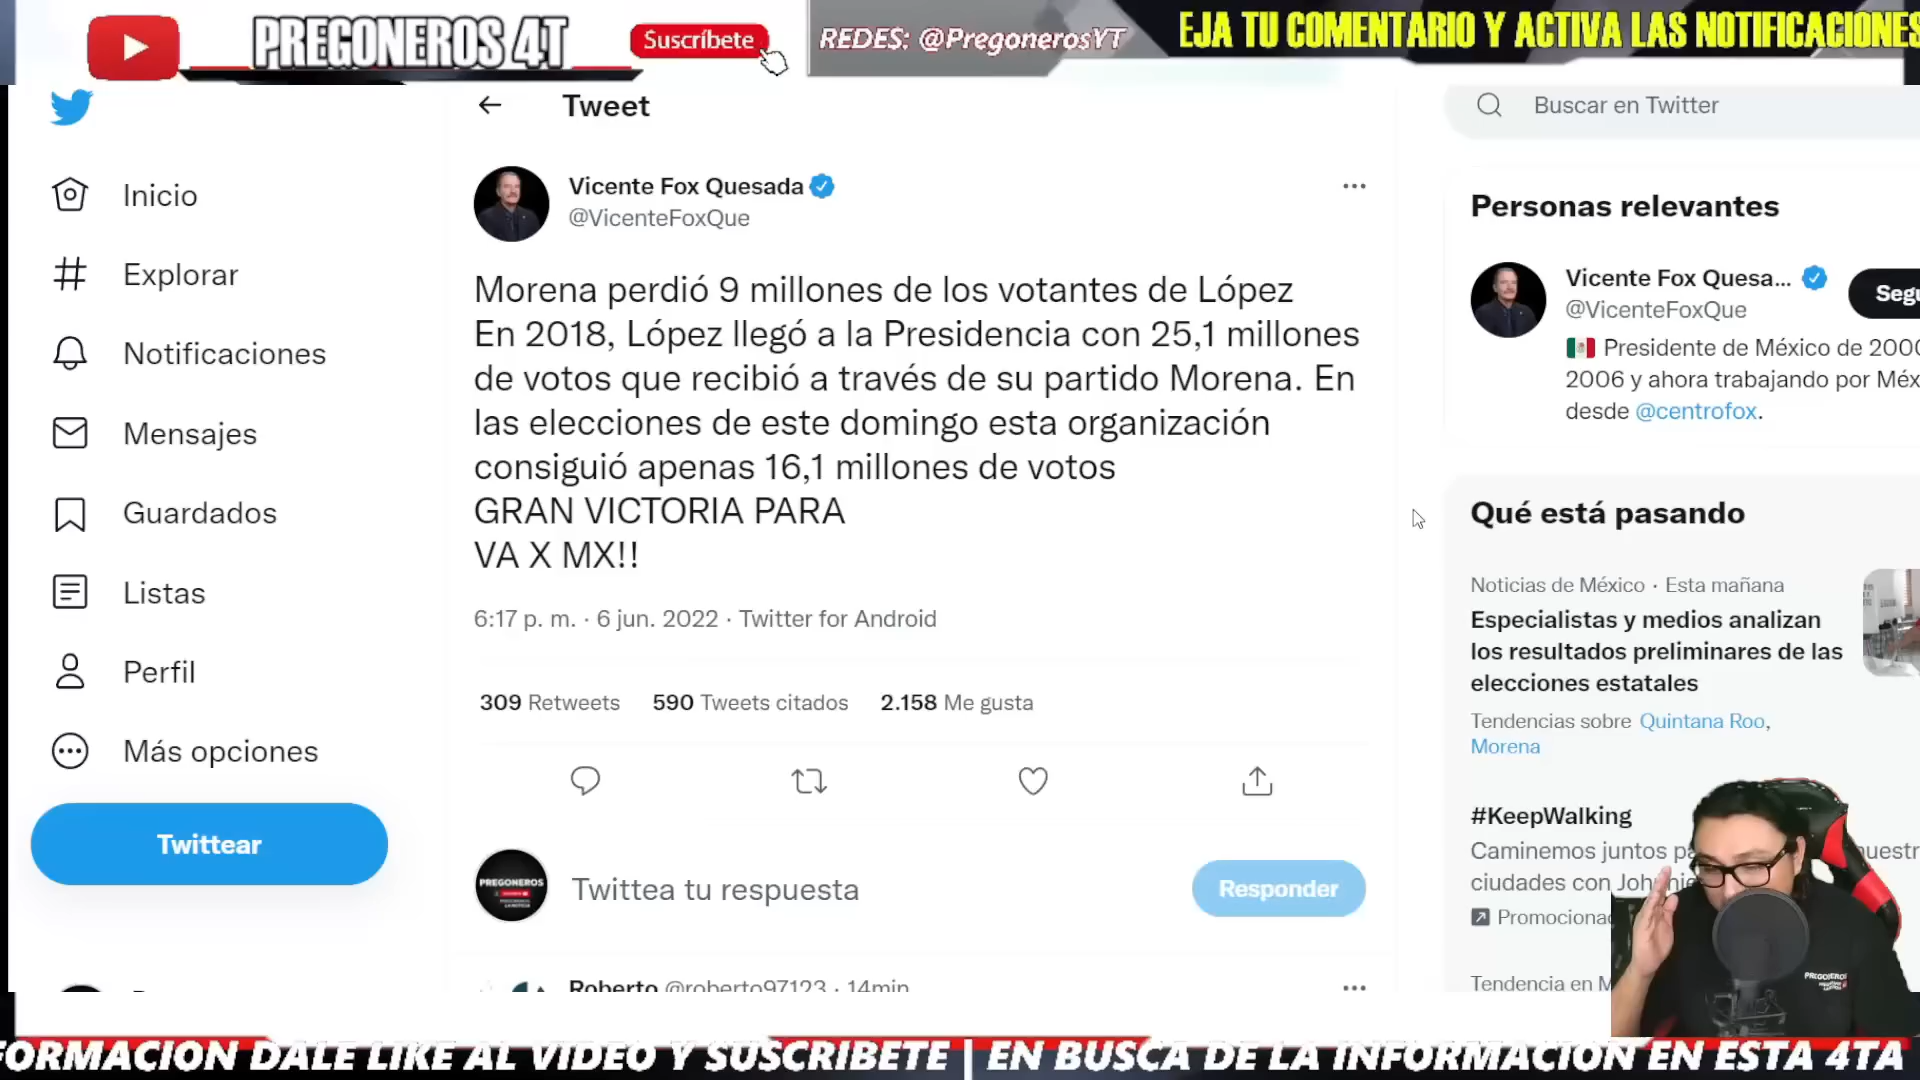 PREGONEROS 4T
Suscríbete
REDES: @PregonerosYT
EJA TU COMENTARIO Y ACTIVA LAS NOTIFICACIONES
Tweet
Buscar en Twitter
Inicio
Explorar
Notificaciones
Mensajes
Guardados
Listas
Perfil
Más opciones
Twittear
Vicente Fox Quesada
@VicenteFoxQue
Morena perdió 9 millones de los votantes de López
En 2018, López llegó a la Presidencia con 25,1 millones
de votos que recibió a través de su partido Morena. En
las elecciones de este domingo esta organización
consiguió apenas 16,1 millones de votos
GRAN VICTORIA PARA
VA X MX!!
6:17 p. m. · 6 jun. 2022 · Twitter for Android
309 Retweets 590 Tweets citados 2.158 Me gusta
PREGONEROS
Twittea tu respuesta
Responder
Roberto @roberto97123 · 14min
Personas relevantes
Vicente Fox Quesa...
@VicenteFoxQue
Segu
Presidente de México de 200
2006 y ahora trabajando por Méx
desde @centrofox.
Qué está pasando
Noticias de México · Esta mañana
Especialistas y medios analizan
los resultados preliminares de las
elecciones estatales
Tendencias sobre Quintana Roo,
Morena
#KeepWalking
Caminemos juntos p uestr
ciudades con Joh nie
Promociona
Tendencia en M
PREGONEROS
FORMACION DALE LIKE AL VIDEO Y SUSCRIBETE | EN BUSCA DE LA INFORMACION EN ESTA 4TA